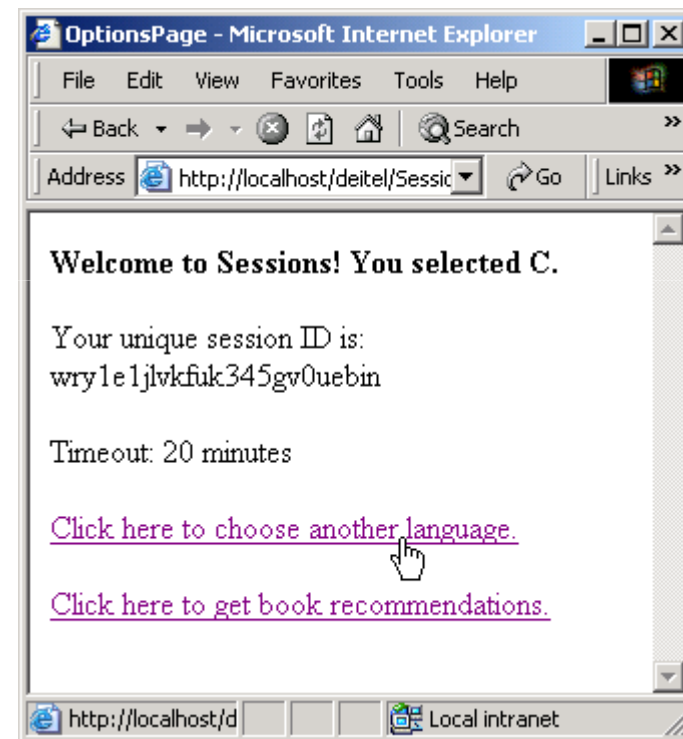 OptionsPage - Microsoft Internet Explorer
File Edit View Favorites Tools Help
Back Search »
Address http://localhost/deitel/Sessic Go Links »
Welcome to Sessions! You selected C.
Your unique session ID is:
wry1e1jlvkfuk345gv0uebin
Timeout: 20 minutes
Click here to choose another language.
Click here to get book recommendations.
http://localhost/d Local intranet